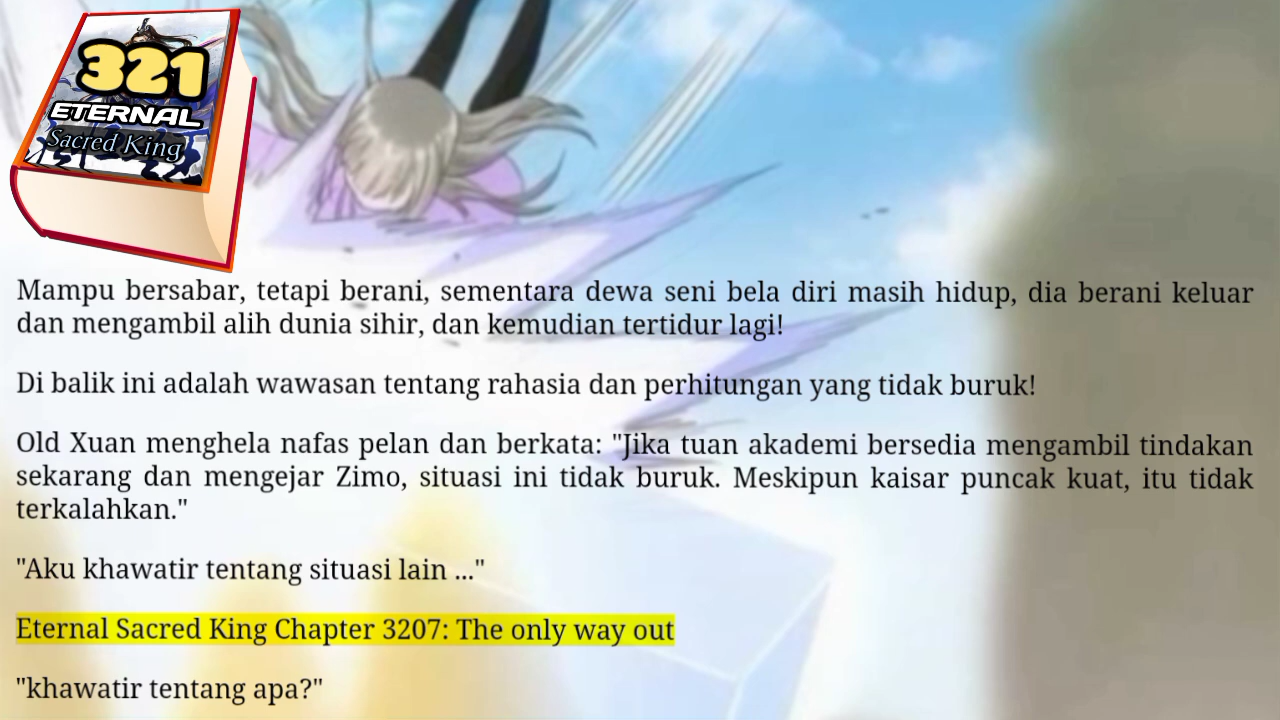 321
ETERNAL
Sacred King
Mampu bersabar, tetapi berani, sementara dewa seni bela diri masih hidup, dia berani keluar
dan mengambil alih dunia sihir, dan kemudian tertidur lagi!
Di balik ini adalah wawasan tentang rahasia dan perhitungan yang tidak buruk!
Old Xuan menghela nafas pelan dan berkata: "Jika tuan akademi bersedia mengambil tindakan
sekarang dan mengejar Zimo, situasi ini tidak buruk. Meskipun kaisar puncak kuat, itu tidak
terkalahkan."
"Aku khawatir tentang situasi lain ..."
Eternal Sacred King Chapter 3207: The only way out
"khawatir tentang apa?"